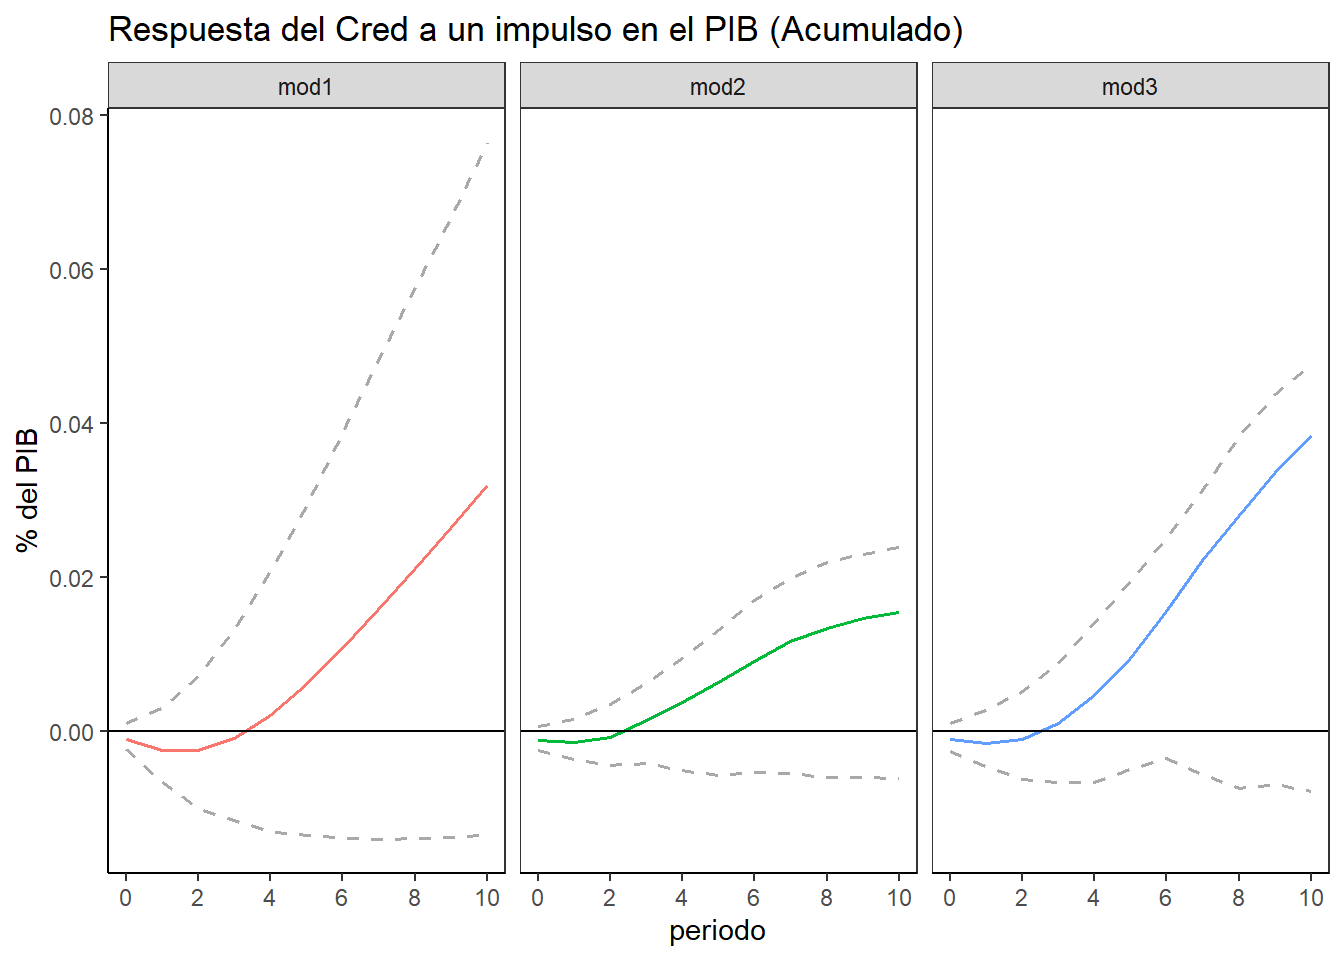 Respuesta del Cred a un impulso en el PIB (Acumulado)
mod1 mod2 mod3
% del PIB
0.08
0.06
0.04
0.02
0.00
0 2 4 6 8 10 0 2 4 6 8 10 0 2 4 6 8 10
periodo